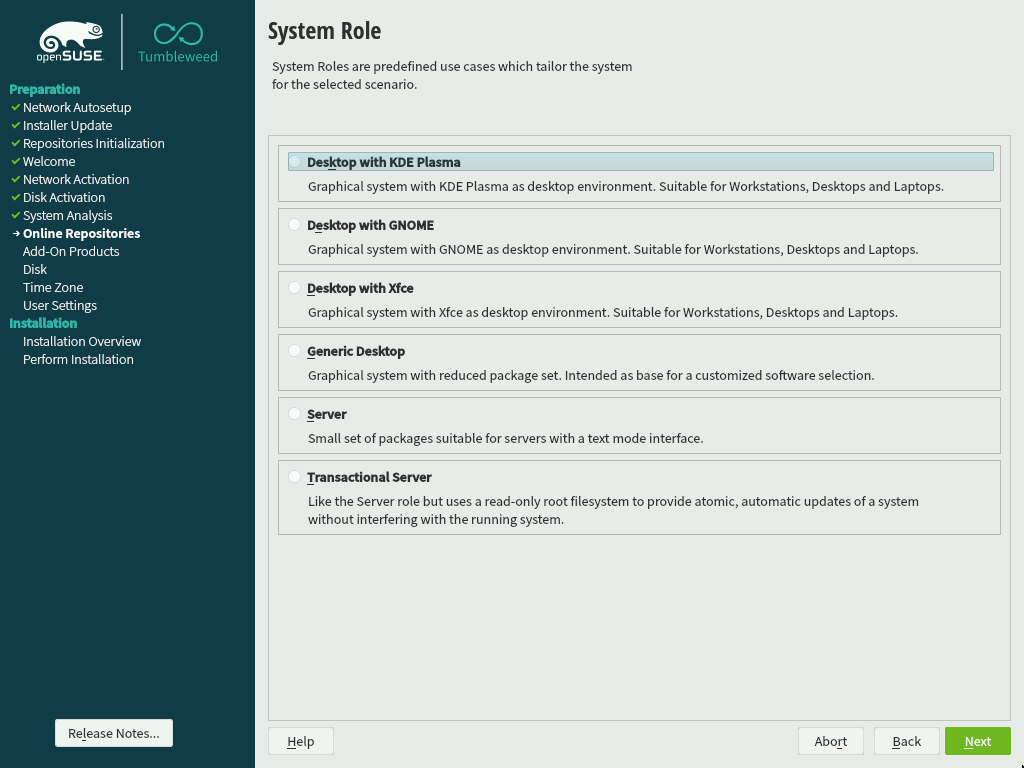 openSUSE
Tumbleweed
Preparation
Network Autosetup
Installer Update
Repositories Initialization
Welcome
Network Activation
Disk Activation
System Analysis
Online Repositories
Add-On Products
Disk
Time Zone
User Settings
Installation
Installation Overview
Perform Installation
Release Notes...
System Role
System Roles are predefined use cases which tailor the system
for the selected scenario.
Desktop with KDE Plasma
Graphical system with KDE Plasma as desktop environment. Suitable for Workstations, Desktops and Laptops.
Desktop with GNOME
Graphical system with GNOME as desktop environment. Suitable for Workstations, Desktops and Laptops.
Desktop with Xfce
Graphical system with Xfce as desktop environment. Suitable for Workstations, Desktops and Laptops.
Generic Desktop
Graphical system with reduced package set. Intended as base for a customized software selection.
Server
Small set of packages suitable for servers with a text mode interface.
Transactional Server
Like the Server role but uses a read-only root filesystem to provide atomic, automatic updates of a system
without interfering with the running system.
Help
Abort
Back
Next